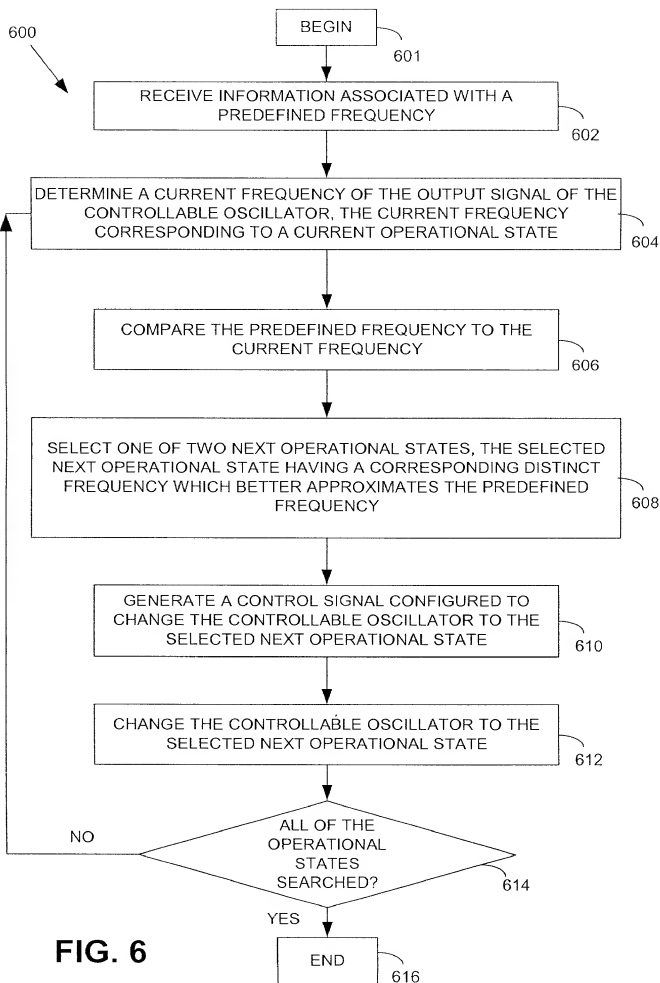 600
BEGIN
601
RECEIVE INFORMATION ASSOCIATED WITH A
PREDEFINED FREQUENCY
602
DETERMINE A CURRENT FREQUENCY OF THE OUTPUT SIGNAL OF THE
CONTROLLABLE OSCILLATOR, THE CURRENT FREQUENCY
CORRESPONDING TO A CURRENT OPERATIONAL STATE
604
COMPARE THE PREDEFINED FREQUENCY TO THE
CURRENT FREQUENCY
606
SELECT ONE OF TWO NEXT OPERATIONAL STATES, THE SELECTED
NEXT OPERATIONAL STATE HAVING A CORRESPONDING DISTINCT
FREQUENCY WHICH BETTER APPROXIMATES THE PREDEFINED
FREQUENCY
608
GENERATE A CONTROL SIGNAL CONFIGURED TO
CHANGE THE CONTROLLABLE OSCILLATOR TO THE
SELECTED NEXT OPERATIONAL STATE
610
CHANGE THE CONTROLLABLE OSCILLATOR TO THE
SELECTED NEXT OPERATIONAL STATE
612
NO
ALL OF THE
OPERATIONAL
STATES
SEARCHED?
614
YES
FIG. 6
END
616